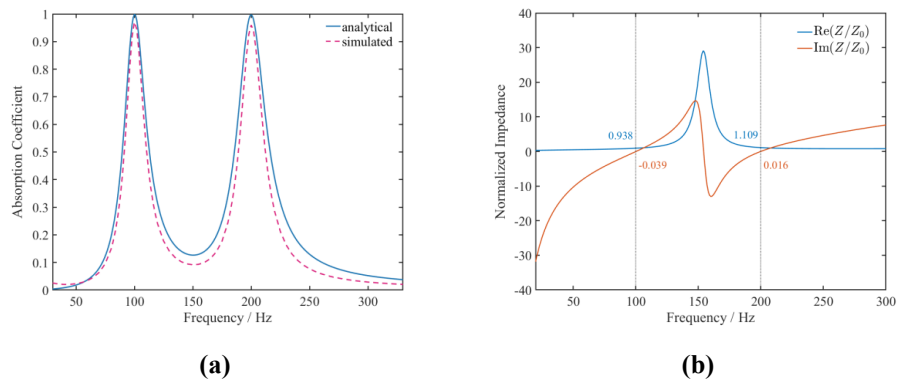 1
0.9
0.8
0.7
0.6
0.5
0.4
0.3
0.2
0.1
0
Absorption Coefficient
analytical
simulated
50 100 150 200 250 300
Frequency / Hz
(a)
40
30
20
10
0
-10
-20
-30
-40
Normalized Impedance
Re(Z/Z₀)
Im(Z/Z₀)
0.938
1.109
-0.039
0.016
50 100 150 200 250 300
Frequency / Hz
(b)